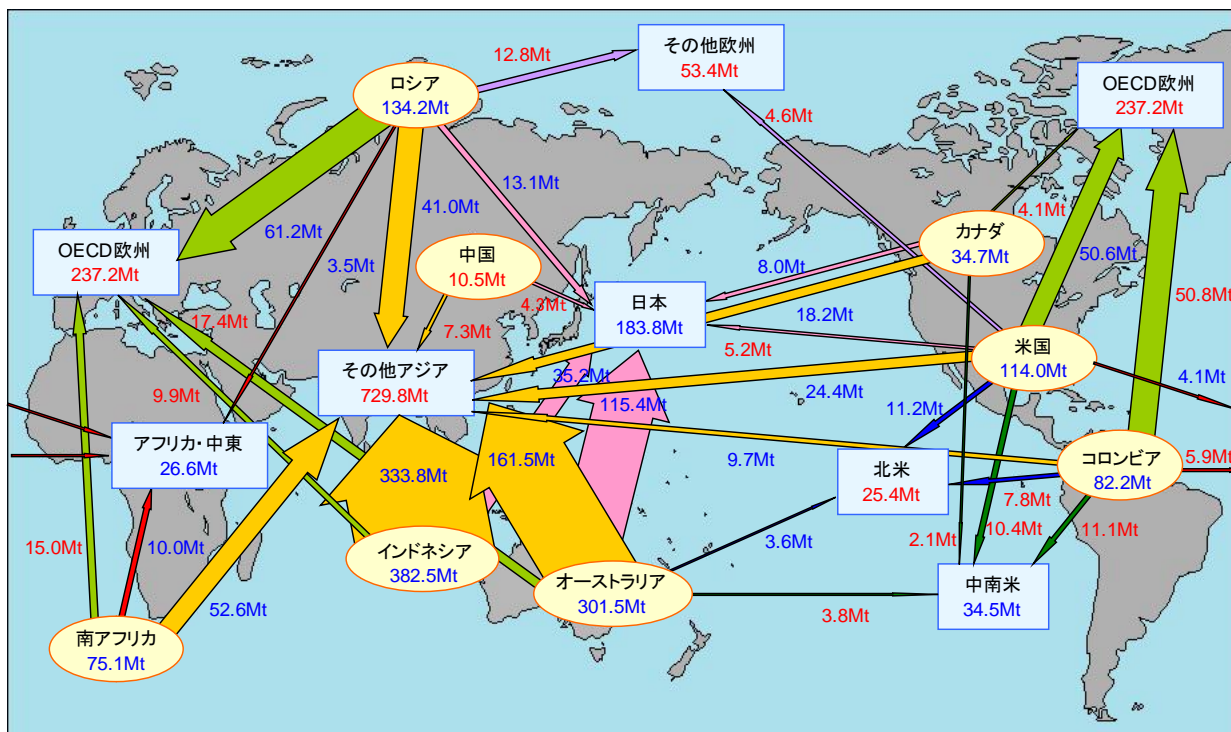 その他欧州
53.4Mt
12.8Mt
ロシア
134.2Mt
OECD欧州
237.2Mt
4.6Mt
13.1Mt
41.0Mt
61.2Mt
3.5Mt
OECD欧州
237.2Mt
中国
10.5Mt
カナダ
34.7Mt
4.1Mt
50.6Mt
8.0Mt
50.8Mt
日本
183.8Mt
4.3Mt
18.2Mt
17.4Mt
7.3Mt
5.2Mt
米国
114.0Mt
その他アジア
729.8Mt
35.2Mt
115.4Mt
24.4Mt
4.1Mt
9.9Mt
11.2Mt
アフリカ・中東
26.6Mt
161.5Mt
333.8Mt
9.7Mt
北米
25.4Mt
コロンビア
82.2Mt
5.9Mt
7.8Mt
15.0Mt
10.0Mt
インドネシア
382.5Mt
3.6Mt
2.1Mt
10.4Mt
11.1Mt
オーストラリア
301.5Mt
中南米
34.5Mt
52.6Mt
3.8Mt
南アフリカ
75.1Mt